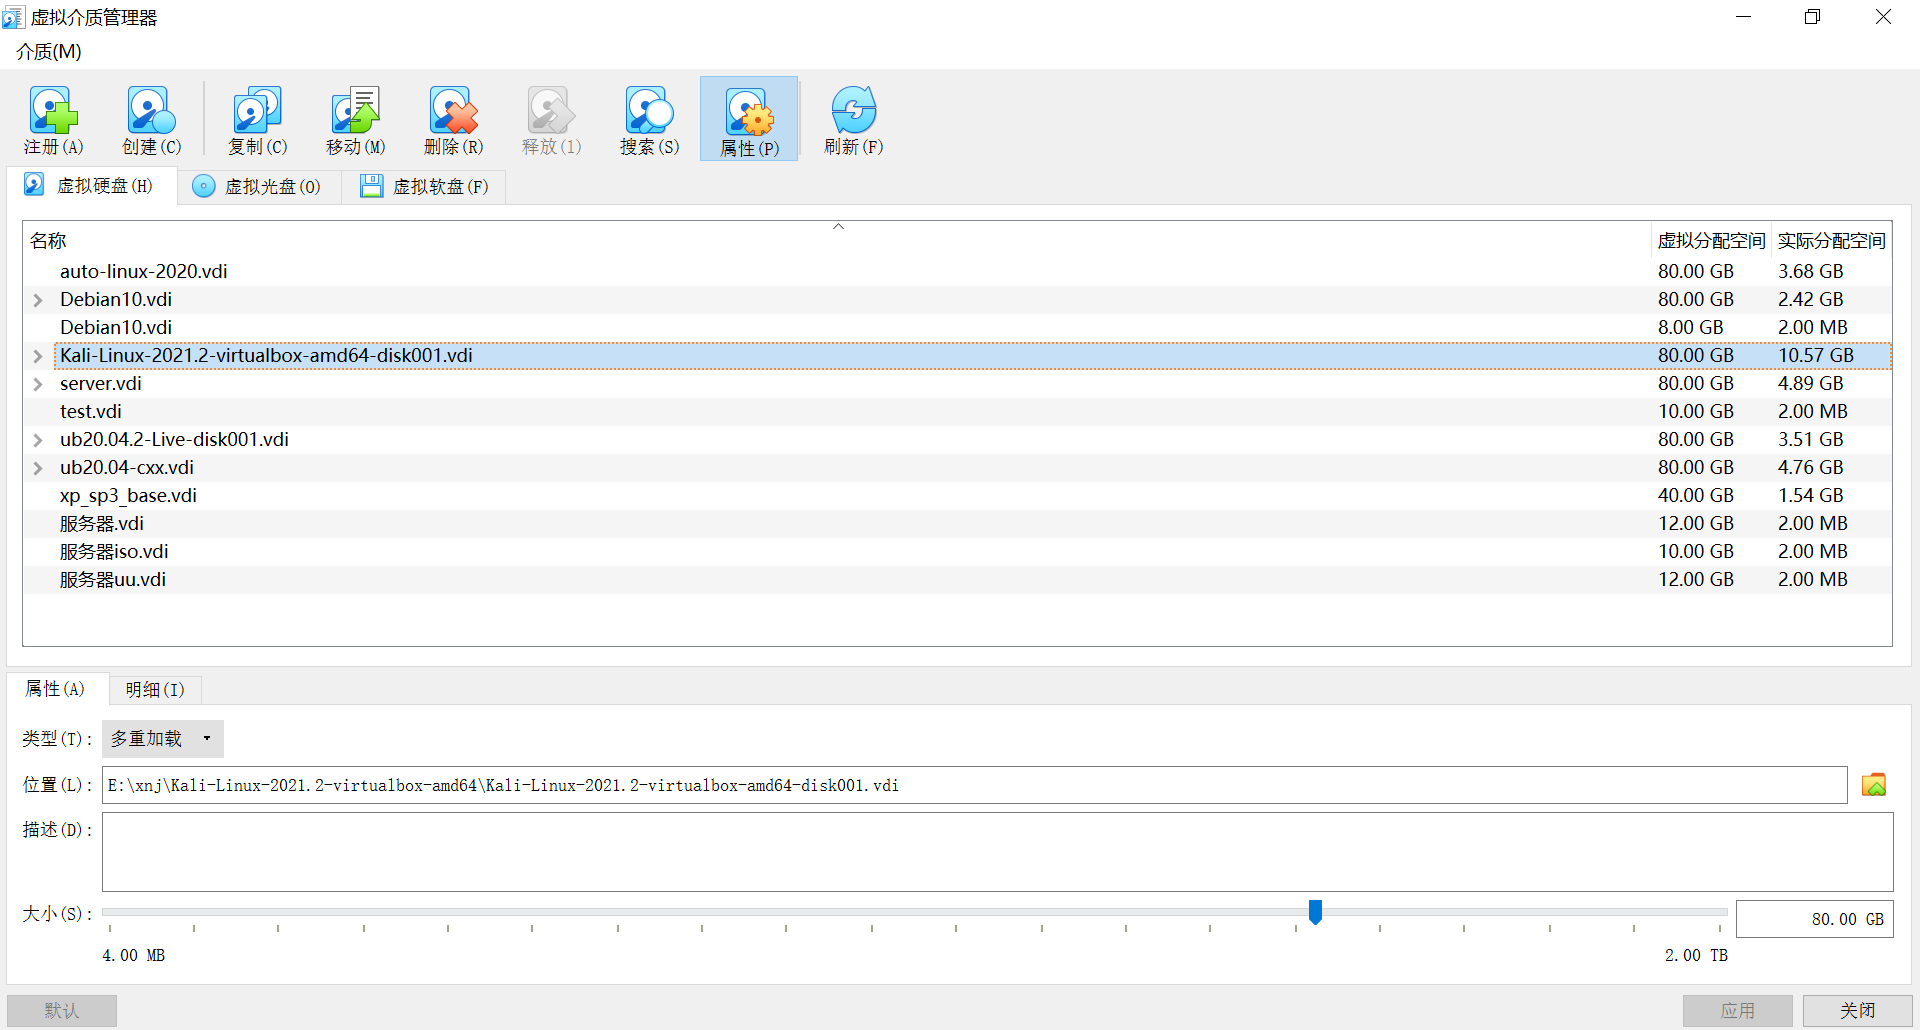 虚拟介质管理器
介质(M)
注册(A) 创建(C) 复制(C) 移动(M) 删除(R) 释放(l) 搜索(S) 属性(P) 刷新(F)
虚拟硬盘(H) 虚拟光盘(O) 虚拟软盘(F)
名称 虚拟分配空间 实际分配空间
auto-linux-2020.vdi 80.00 GB 3.68 GB
Debian10.vdi 80.00 GB 2.42 GB
Debian10.vdi 8.00 GB 2.00 MB
Kali-Linux-2021.2-virtualbox-amd64-disk001.vdi 80.00 GB 10.57 GB
server.vdi 80.00 GB 4.89 GB
test.vdi 10.00 GB 2.00 MB
ub20.04.2-Live-disk001.vdi 80.00 GB 3.51 GB
ub20.04-cxx.vdi 80.00 GB 4.76 GB
xp_sp3_base.vdi 40.00 GB 1.54 GB
服务器.vdi 12.00 GB 2.00 MB
服务器iso.vdi 10.00 GB 2.00 MB
服务器uu.vdi 12.00 GB 2.00 MB
属性(A) 明细(I)
类型(T): 多重加载
位置(L): E:\xnj\Kali-Linux-2021.2-virtualbox-amd64\Kali-Linux-2021.2-virtualbox-amd64-disk001.vdi
描述(D):
大小(S): 80.00 GB
4.00 MB 2.00 TB
默认 应用 关闭